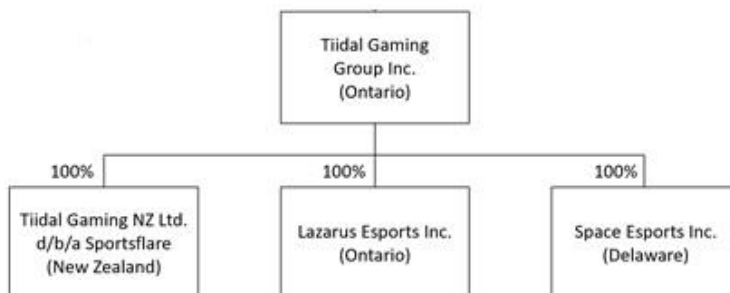 Tiidal Gaming
Group Inc.
(Ontario)
100%
100%
100%
Tiidal Gaming NZ Ltd.
d/b/a Sportsflare
(New Zealand)
Lazarus Esports Inc.
(Ontario)
Space Esports Inc.
(Delaware)